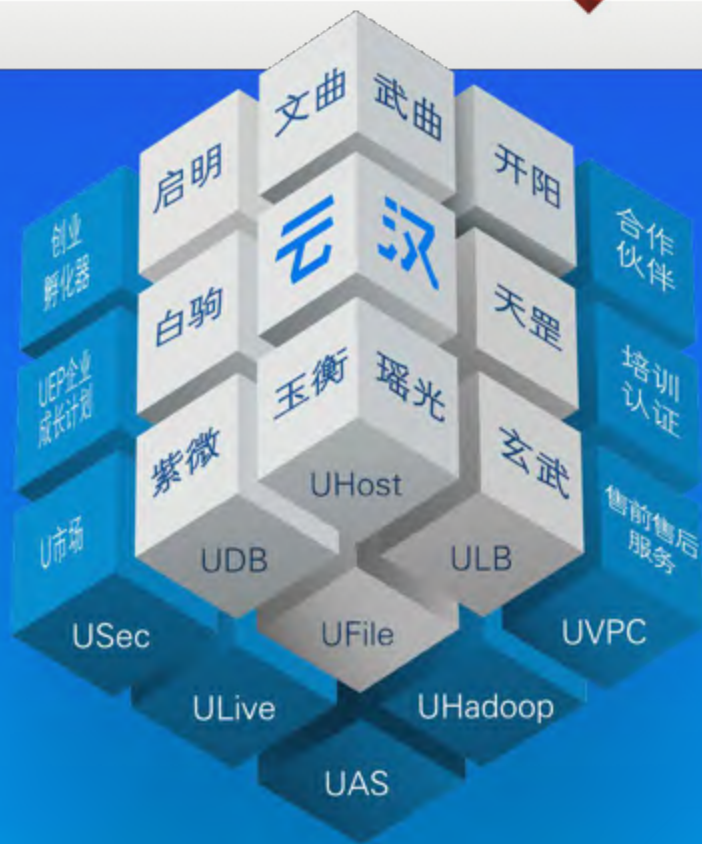 文曲
武曲
启明
开阳
创业
孵化器
云
汉
合作
伙伴
白驹
天罡
UEP企业
成长计划
玉衡
瑶光
培训
认证
紫微
玄武
UHost
U市场
售前售后
服务
UDB
ULB
USec
UFile
UVPC
ULive
UHadoop
UAS